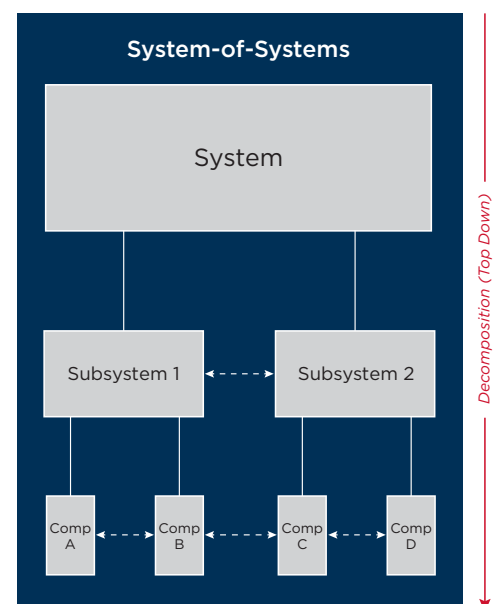 System-of-Systems
System
Subsystem 1
Subsystem 2
Comp
A
Comp
B
Comp
C
Comp
D
Decomposition (Top Down)